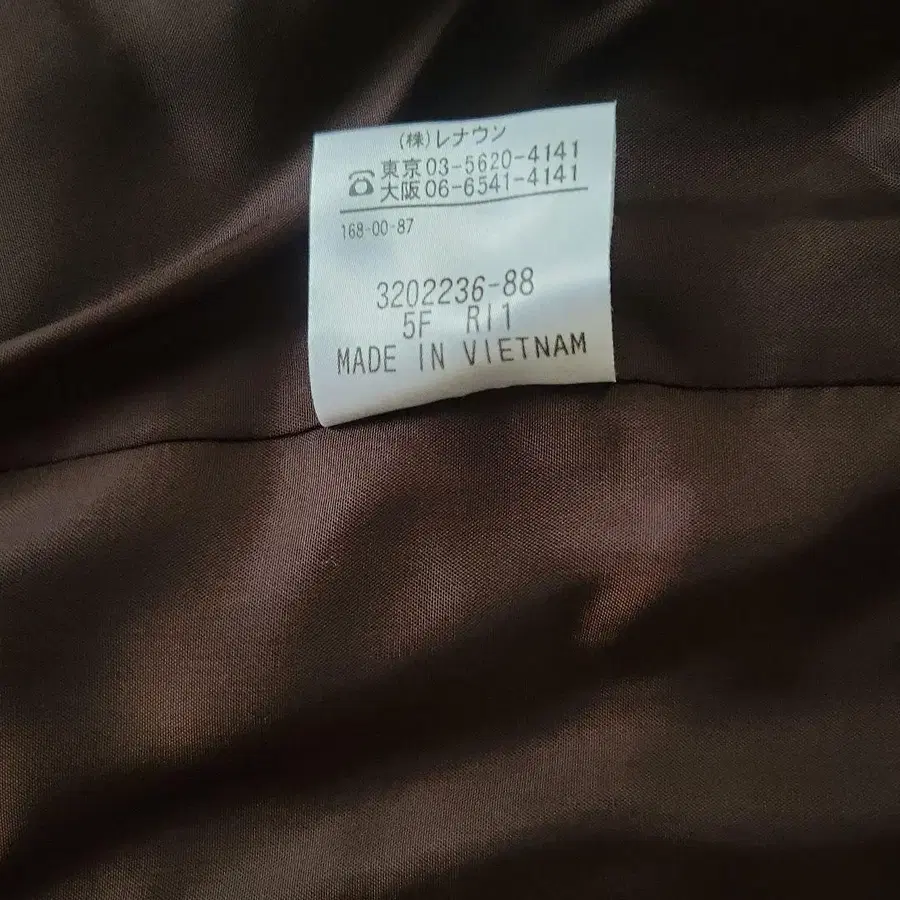 (株)レナウン
☎東京03-5620-4141
大阪06-6541-4141
168-00-87
3202236-88
5F RI1
MADE IN VIETNAM